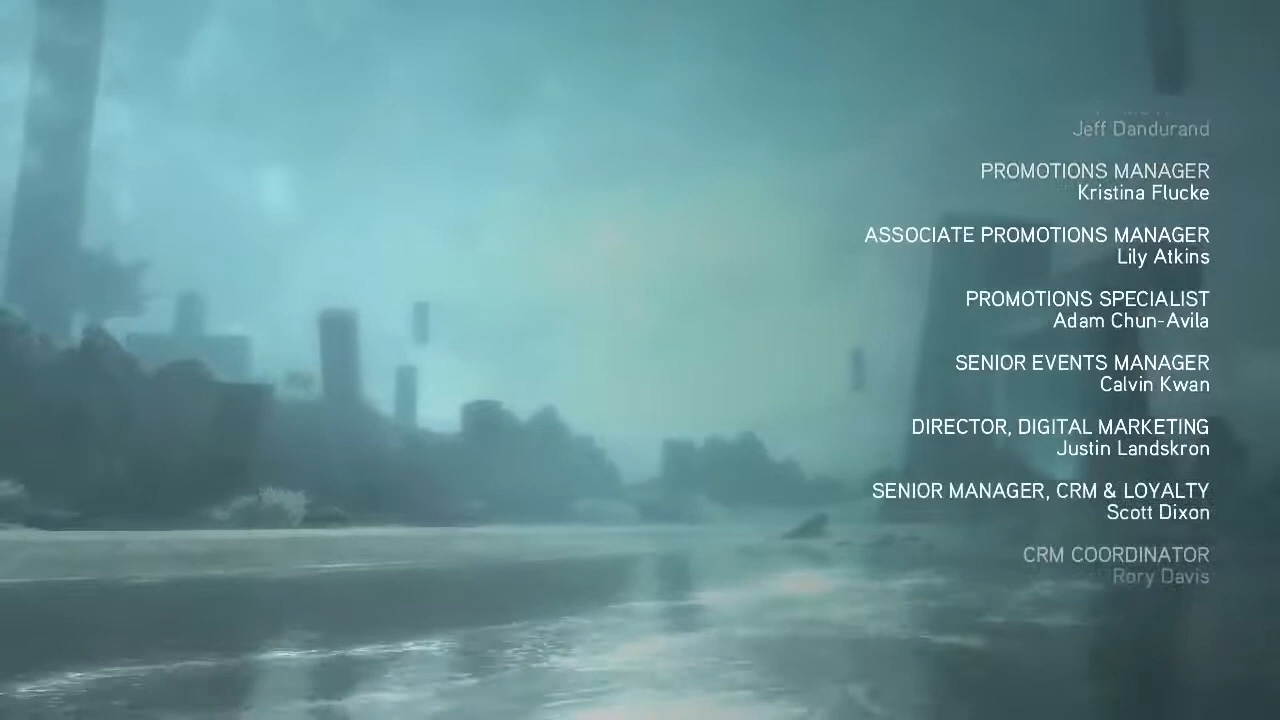 Jeff Dandurand
PROMOTIONS MANAGER
Kristina Flucke
ASSOCIATE PROMOTIONS MANAGER
Lily Atkins
PROMOTIONS SPECIALIST
Adam Chun-Avila
SENIOR EVENTS MANAGER
Calvin Kwan
DIRECTOR, DIGITAL MARKETING
Justin Landskron
SENIOR MANAGER, CRM & LOYALTY
Scott Dixon
CRM COORDINATOR
Rory Davis